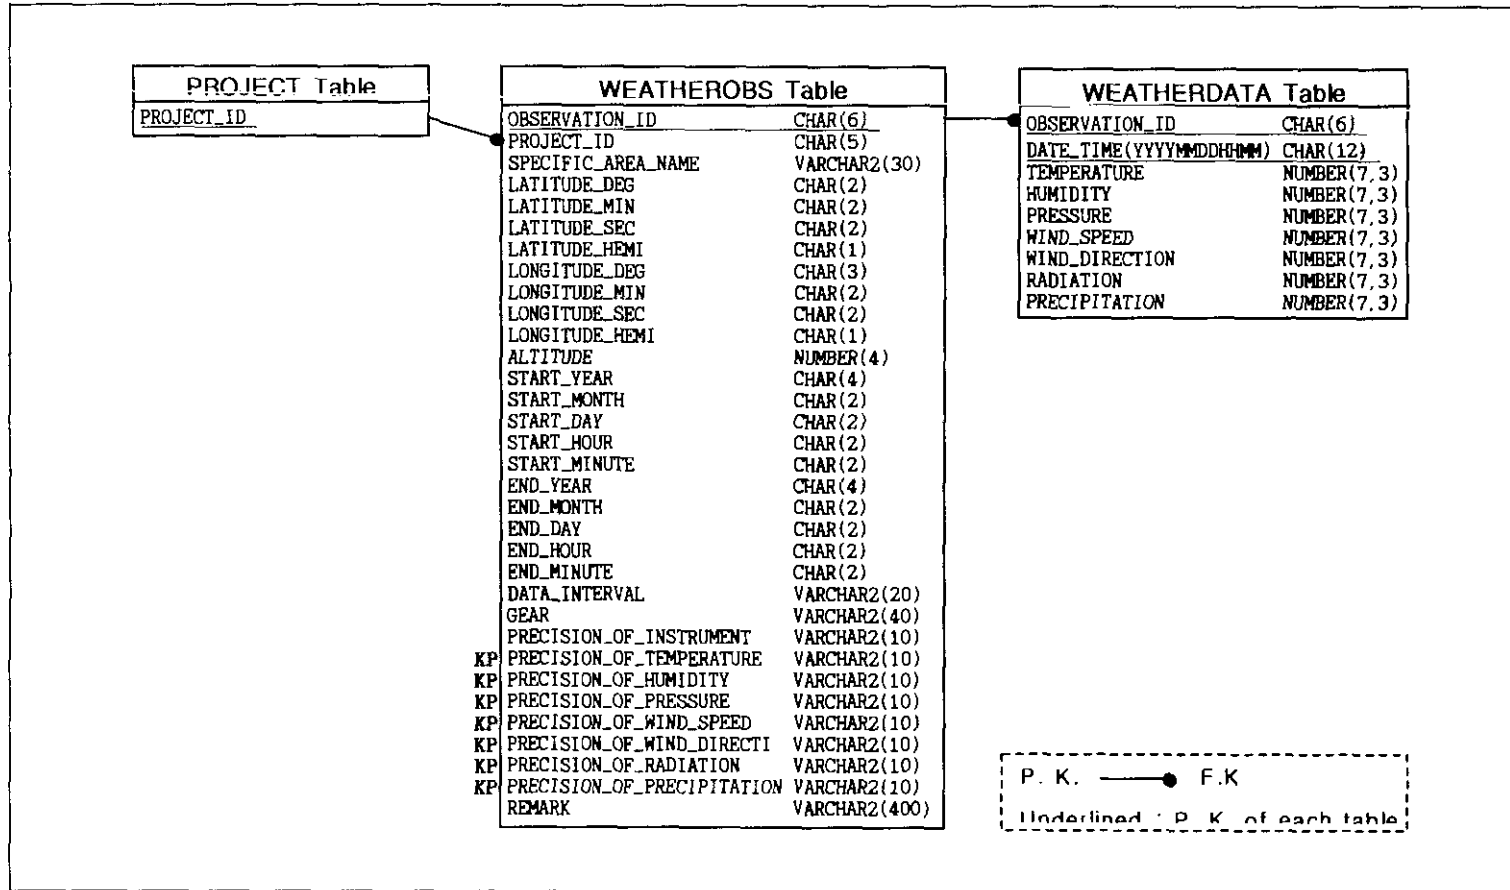 PROJECT Table
PROJECT_ID
WEATHEROBS Table
OBSERVATION_ID CHAR(6)
PROJECT_ID CHAR(5)
SPECIFIC_AREA_NAME VARCHAR2(30)
LATITUDE_DEG CHAR(2)
LATITUDE_MIN CHAR(2)
LATITUDE_SEC CHAR(2)
LATITUDE_HEMI CHAR(1)
LONGITUDE_DEG CHAR(3)
LONGITUDE_MIN CHAR(2)
LONGITUDE_SEC CHAR(2)
LONGITUDE_HEMI CHAR(1)
ALTITUDE NUMBER(4)
START_YEAR CHAR(4)
START_MONTH CHAR(2)
START_DAY CHAR(2)
START_HOUR CHAR(2)
START_MINUTE CHAR(2)
END_YEAR CHAR(4)
END_MONTH CHAR(2)
END_DAY CHAR(2)
END_HOUR CHAR(2)
END_MINUTE CHAR(2)
DATA_INTERVAL VARCHAR2(20)
GEAR VARCHAR2(40)
PRECISION_OF_INSTRUMENT VARCHAR2(10)
KP PRECISION_OF_TEMPERATURE VARCHAR2(10)
KP PRECISION_OF_HUMIDITY VARCHAR2(10)
KP PRECISION_OF_PRESSURE VARCHAR2(10)
KP PRECISION_OF_WIND_SPEED VARCHAR2(10)
KP PRECISION_OF_WIND_DIRECTI VARCHAR2(10)
KP PRECISION_OF_RADIATION VARCHAR2(10)
KP PRECISION_OF_PRECIPITATION VARCHAR2(10)
REMARK VARCHAR2(400)
WEATHERDATA Table
OBSERVATION_ID CHAR(6)
DATE_TIME(YYYYMMDDHHMM) CHAR(12)
TEMPERATURE NUMBER(7,3)
HUMIDITY NUMBER(7,3)
PRESSURE NUMBER(7,3)
WIND_SPEED NUMBER(7,3)
WIND_DIRECTION NUMBER(7,3)
RADIATION NUMBER(7,3)
PRECIPITATION NUMBER(7,3)
P. K. F.K
Underlined : P. K. of each table